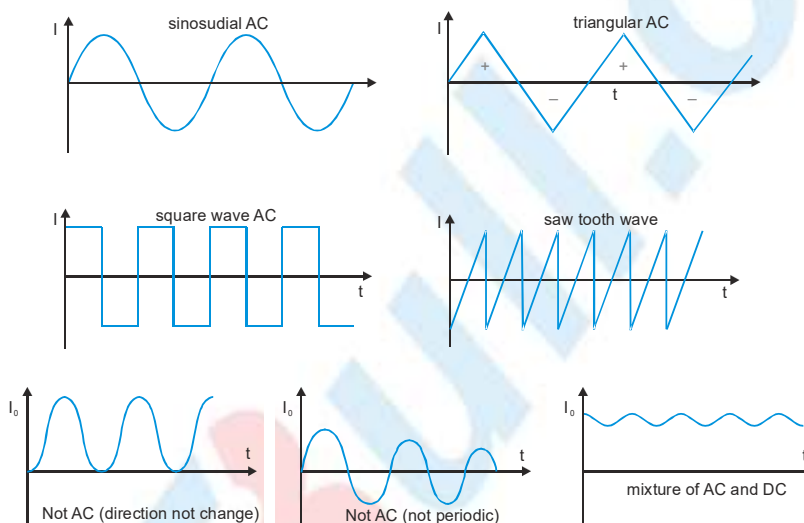 sinosudial AC
I
triangular AC
I
+
+
–
–
t
square wave AC
I
t
saw tooth wave
I
t
I₀
t
Not AC (direction not change)
I₀
t
Not AC (not periodic)
I₀
t
mixture of AC and DC